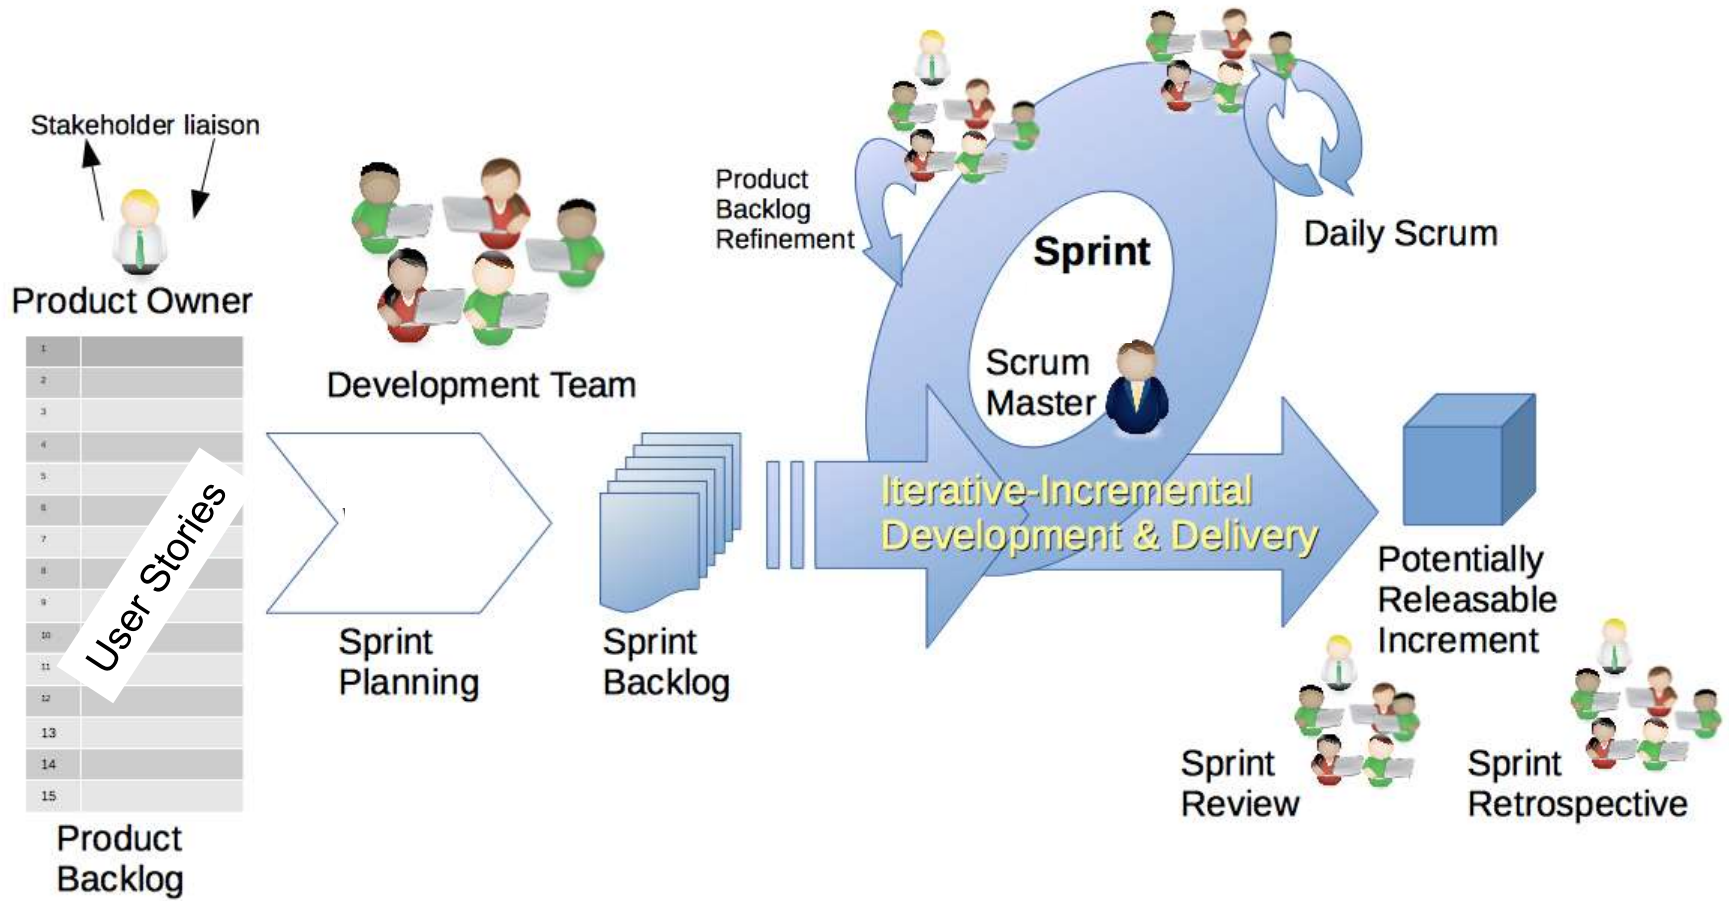 Stakeholder liaison
Product Owner
1
2
3
4
5
6
7
8
9
10
11
12
13
14
15
User Stories
Product
Backlog
Development Team
Sprint
Planning
Sprint
Backlog
Product
Backlog
Refinement
Sprint
Scrum
Master
Daily Scrum
Iterative-Incremental
Development & Delivery
Potentially
Releasable
Increment
Sprint
Review
Sprint
Retrospective